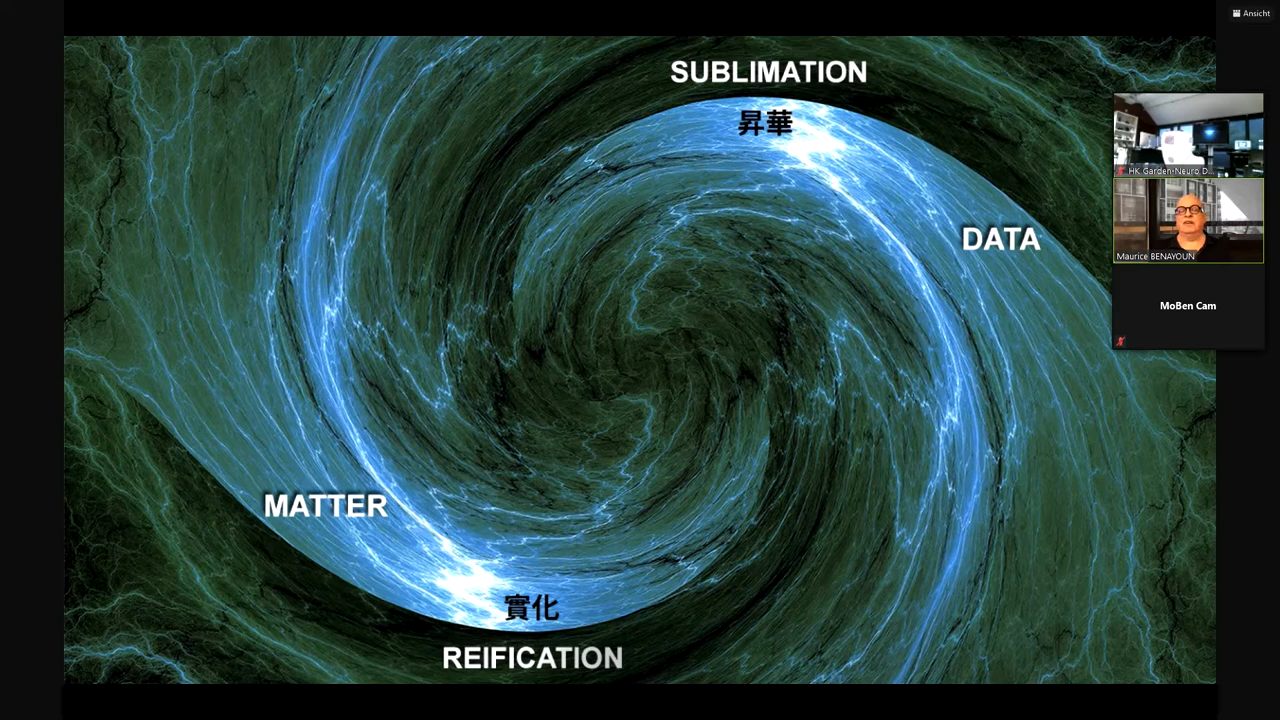 Ansicht
SUBLIMATION
昇華
HK Garden-Neuro D...
DATA
Maurice BENAYOUN
MoBen Cam
MATTER
實化
REIFICATION